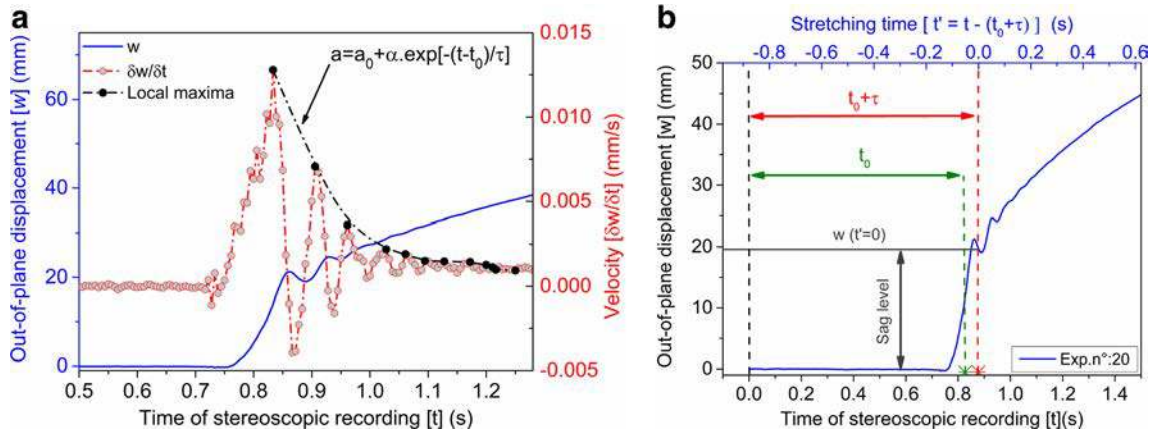 a
w
δw/δt
Local maxima
a=a₀+α.exp[-(t-t₀)/τ]
Out-of-plane displacement [w] (mm)
60
40
20
0
0.015
0.010
0.005
0.000
-0.005
Velocity [δw/δt] (mm/s)
0.5 0.6 0.7 0.8 0.9 1.0 1.1 1.2
Time of stereoscopic recording [t] (s)
b
Stretching time [ t' = t - (t₀+τ) ] (s)
-0.8 -0.6 -0.4 -0.2 0.0 0.2 0.4 0.6
Out-of-plane displacement [w] (mm)
50
40
30
20
10
0
t₀+τ
t₀
w (t'=0)
Sag level
Exp.n°:20
0.0 0.2 0.4 0.6 0.8 1.0 1.2 1.4
Time of stereoscopic recording [t](s)